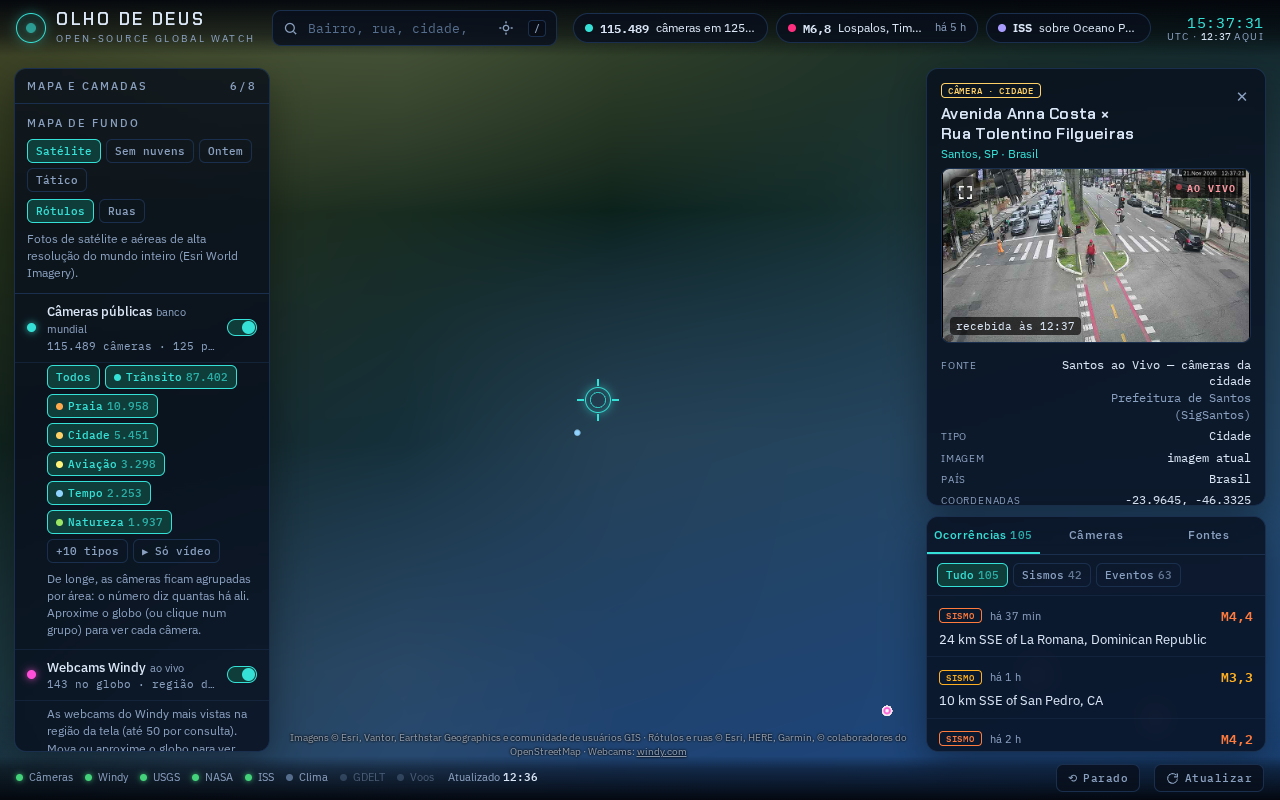 OLHO DE DEUS
OPEN-SOURCE GLOBAL WATCH
Bairro, rua, cidade,
/
115.489 câmeras em 125...
M6,8 Lospalos, Tim... há 5 h
ISS sobre Oceano P...
15:37:31
UTC · 12:37 AQUI
MAPA E CAMADAS 6/8
MAPA DE FUNDO
Satélite Sem nuvens Ontem
Tático
Rótulos Ruas
Fotos de satélite e aéreas de alta
resolução do mundo inteiro (Esri World
Imagery).
Câmeras públicas banco
mundial
115.489 câmeras · 125 p...
Todos Trânsito 87.402
Praia 10.958
Cidade 5.451
Aviação 3.298
Tempo 2.253
Natureza 1.937
+10 tipos ▶ Só vídeo
De longe, as câmeras ficam agrupadas
por área: o número diz quantas há ali.
Aproxime o globo (ou clique num
grupo) para ver cada câmera.
Webcams Windy ao vivo
143 no globo · região d...
As webcams do Windy mais vistas na
região da tela (até 50 por consulta).
Mova ou aproxime o globo para ver
CÂMERA · CIDADE
Avenida Anna Costa ×
Rua Tolentino Filgueiras
Santos, SP · Brasil
21.Nov 2026 12:37:21
AO VIVO
recebida às 12:37
FONTE Santos ao Vivo — câmeras da
cidade
Prefeitura de Santos
(SigSantos)
TIPO Cidade
IMAGEM imagem atual
PAÍS Brasil
COORDENADAS -23.9645, -46.3325
Ocorrências 105 Câmeras Fontes
Tudo 105 Sismos 42 Eventos 63
SISMO há 37 min M4,4
24 km SSE of La Romana, Dominican Republic
SISMO há 1 h M3,3
10 km SSE of San Pedro, CA
SISMO há 2 h M4,2
Imagens © Esri, Vantor, Earthstar Geographics e comunidade de usuários GIS · Rótulos e ruas © Esri, HERE, Garmin, © colaboradores do
OpenStreetMap · Webcams: windy.com
Câmeras Windy USGS NASA ISS Clima GDELT Voos Atualizado 12:36
⟲ Parado Atualizar